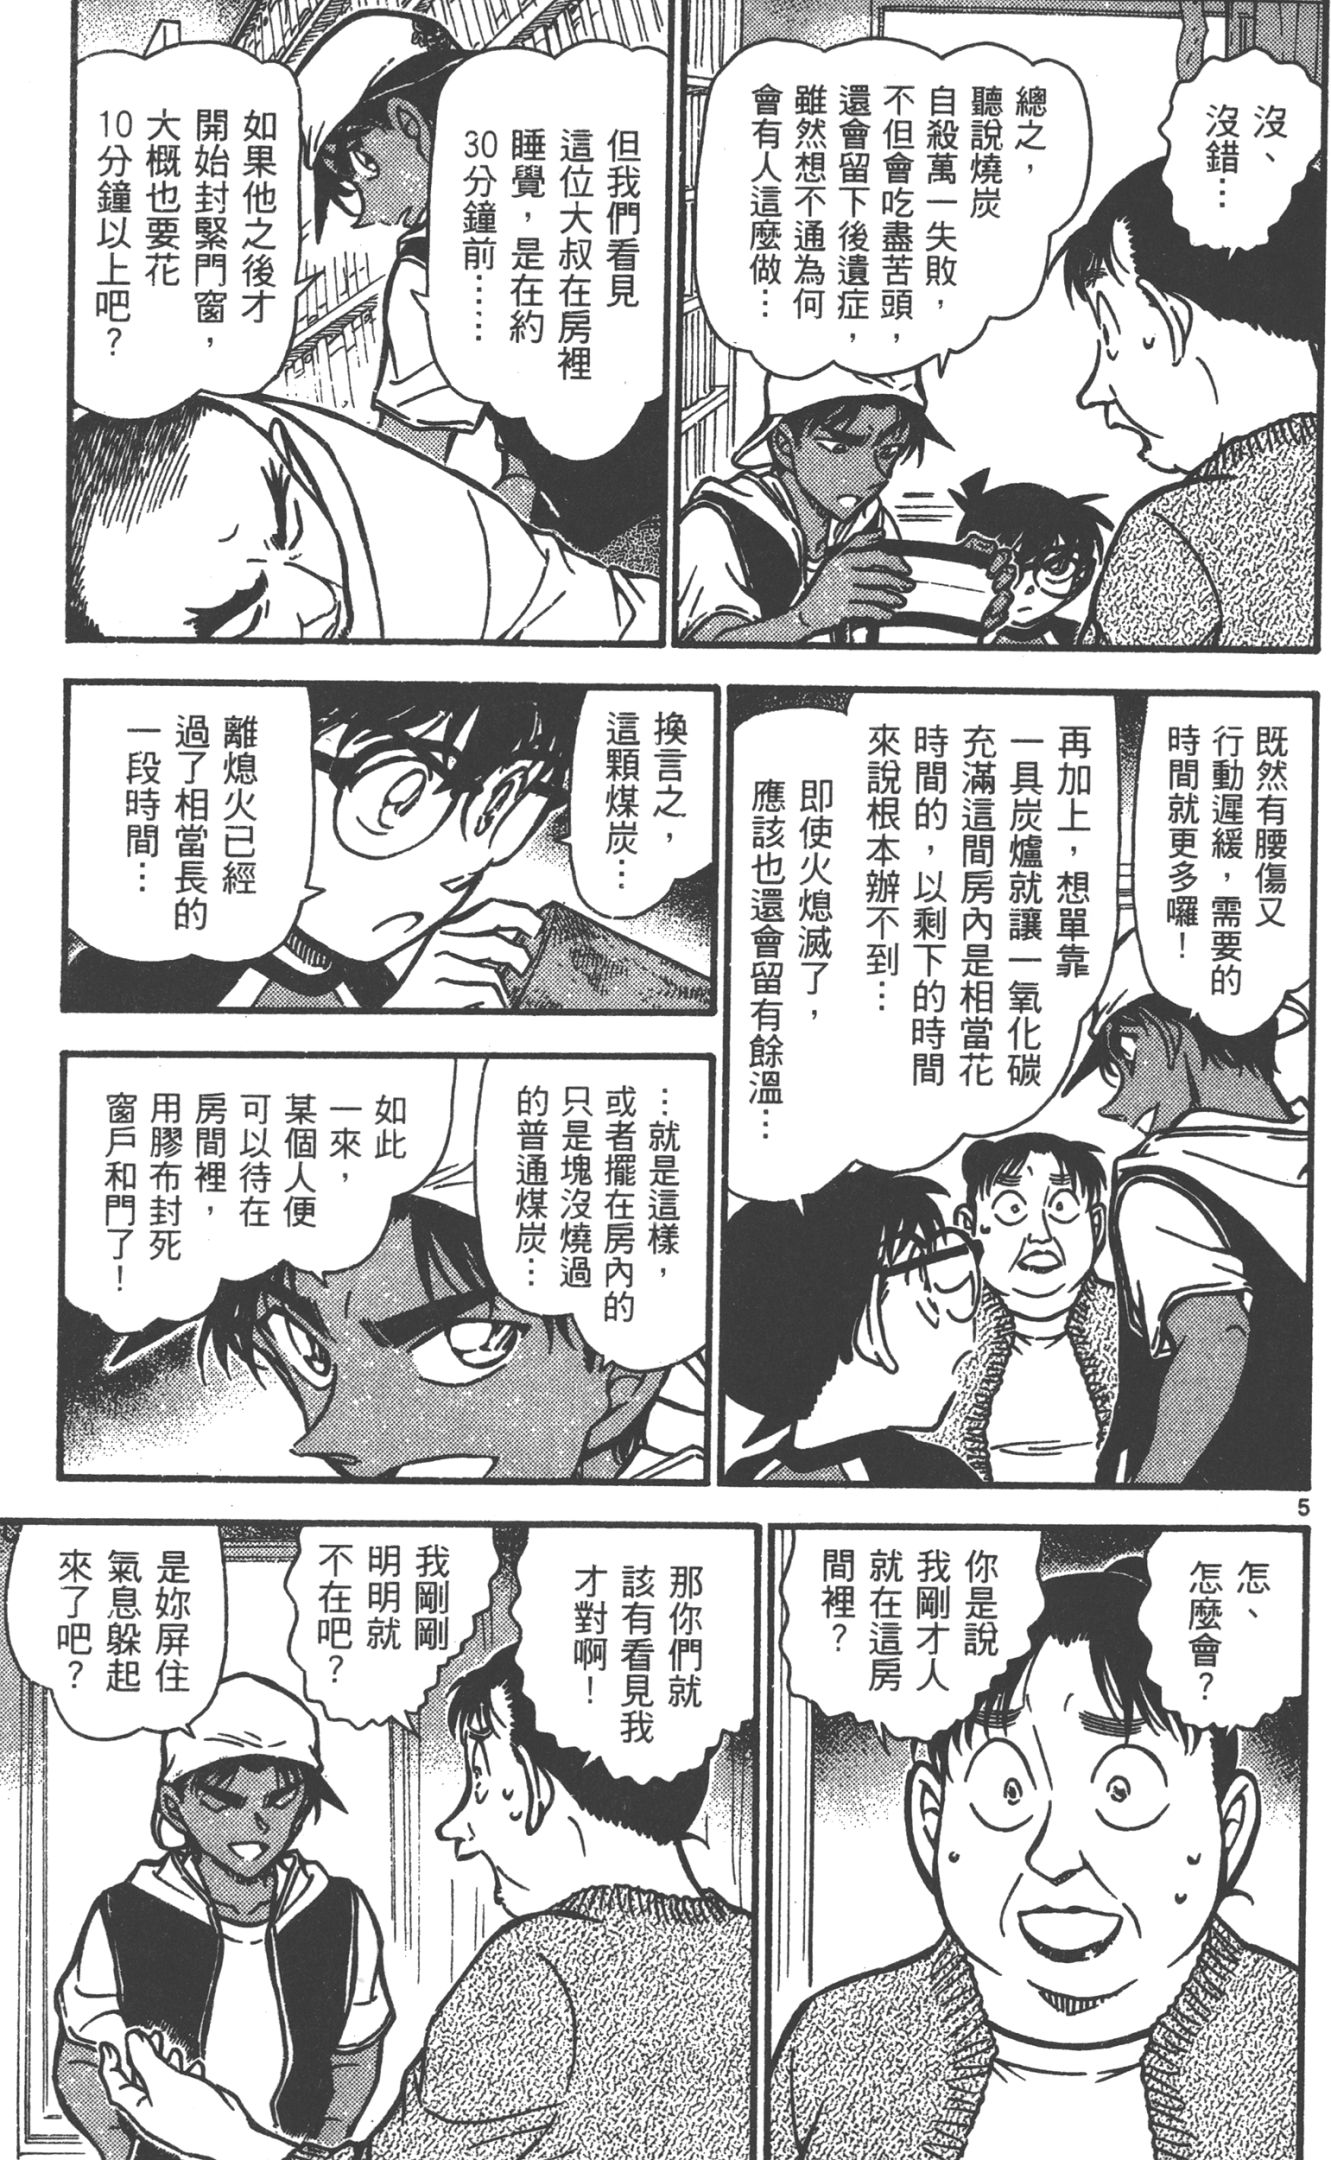 沒、
沒錯…
總之，
聽說燒炭
自殺萬一失敗，
不但會吃盡苦頭，
還會留下後遺症，
雖然想不通為何
會有人這麼做…
但我們看見
這位大叔在房裡
睡覺，是在約
30分鐘前……
如果他之後才
開始封緊門窗，
大概也要花
10分鐘以上吧？
既然有腰傷又
行動遲緩，需要的
時間就更多囉！
再加上，想單靠
一具炭爐就讓一氧化碳
充滿這間房內是相當花
時間的，以剩下的時間
來說根本辦不到…
即使火熄滅了，
應該也還會留有餘溫…
換言之，
這顆煤炭…
離熄火已經
過了相當長的
一段時間…
…就是這樣，
或者擺在房內的
只是塊沒燒過
的普通煤炭…
如此
一來，
某個人便
可以待在
房間裡，
用膠布封死
窗戶和門了！
5
怎、
怎麼會？
你是說
我剛才人
就在這房
間裡？
那你們就
該有看見我
才對啊！
我剛剛
明明就
不在吧？
是妳屏住
氣息躲起
來了吧？